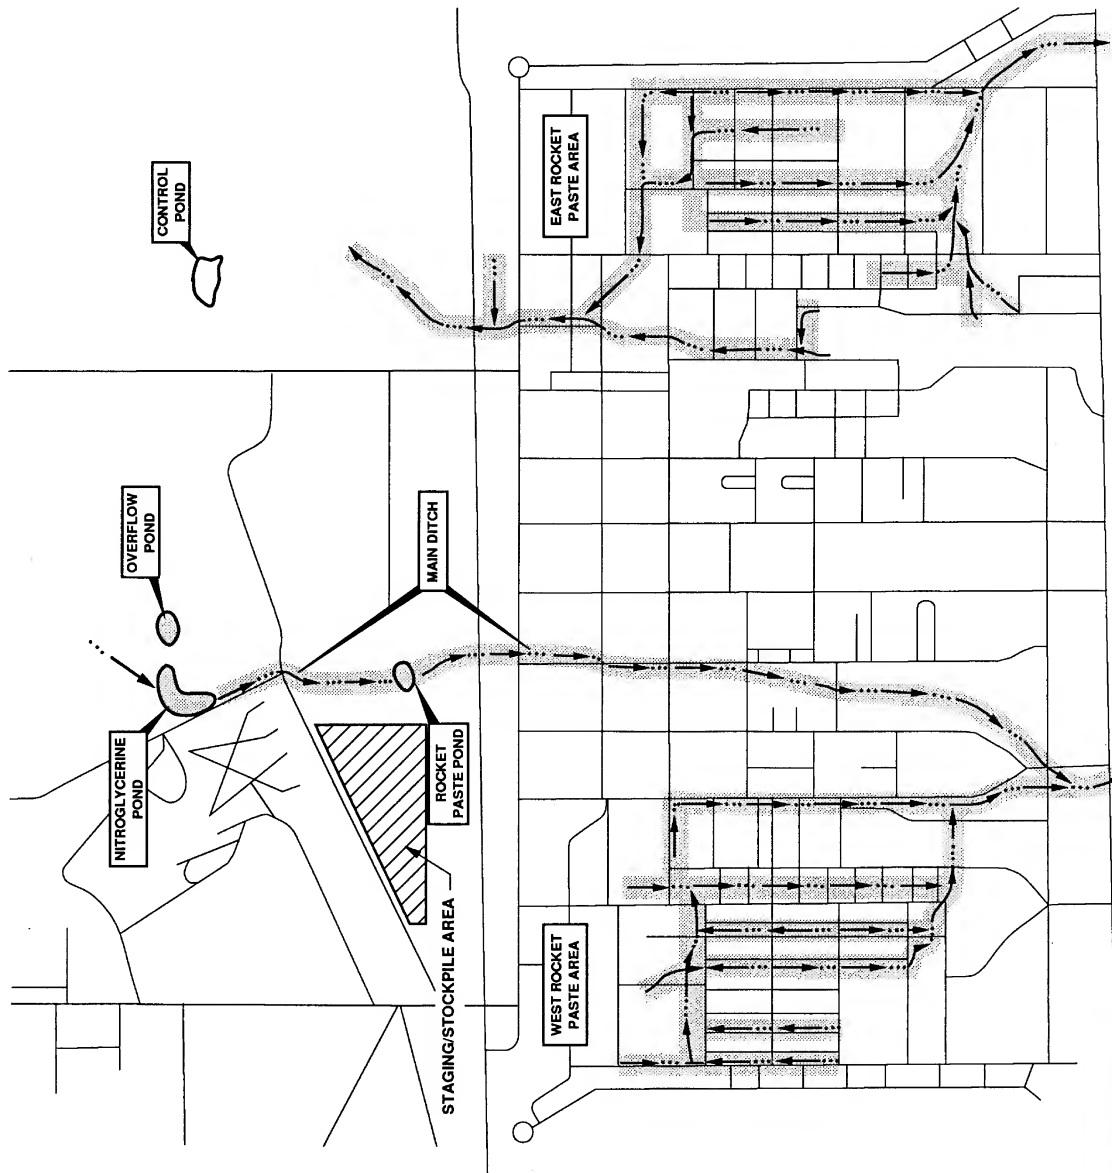 CONTROL
POND
EAST ROCKET
PASTE AREA
OVERFLOW
POND
MAIN DITCH
NITROGLYCERINE
POND
ROCKET
PASTE POND
STAGING/STOCKPILE AREA
WEST ROCKET
PASTE AREA